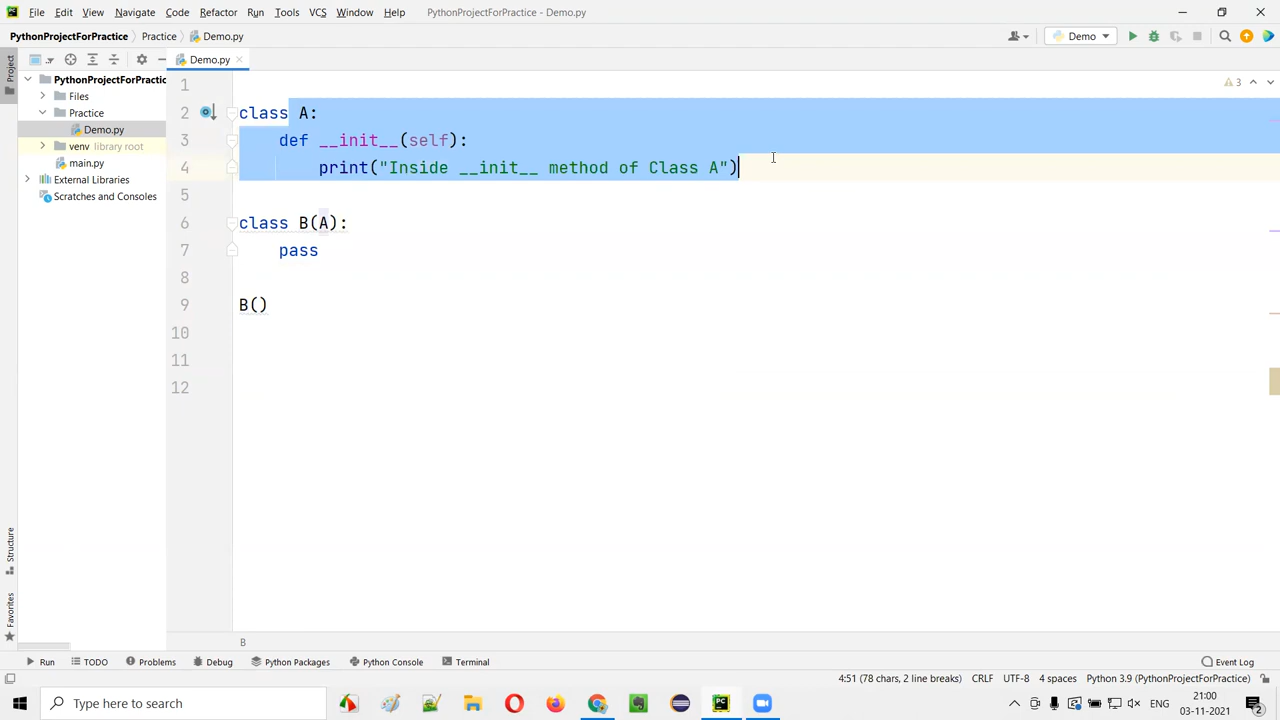 File Edit View Navigate Code Refactor Run Tools VCS Window Help PythonProjectForPractice - Demo.py
PythonProjectForPractice Practice Demo.py Demo
Project
Demo.py
PythonProjectForPractic
Files
Practice
Demo.py
venv library root
main.py
External Libraries
Scratches and Consoles
3
1
2 class A:
3 def __init__(self):
4 print("Inside __init__ method of Class A")
5
6 class B(A):
7 pass
8
9 B()
10
11
12
Structure
Favorites
B
Run TODO Problems Debug Python Packages Python Console Terminal Event Log
4:51 (78 chars, 2 line breaks) CRLF UTF-8 4 spaces Python 3.9 (PythonProjectForPractice)
Type here to search
ENG
21:00
03-11-2021
2